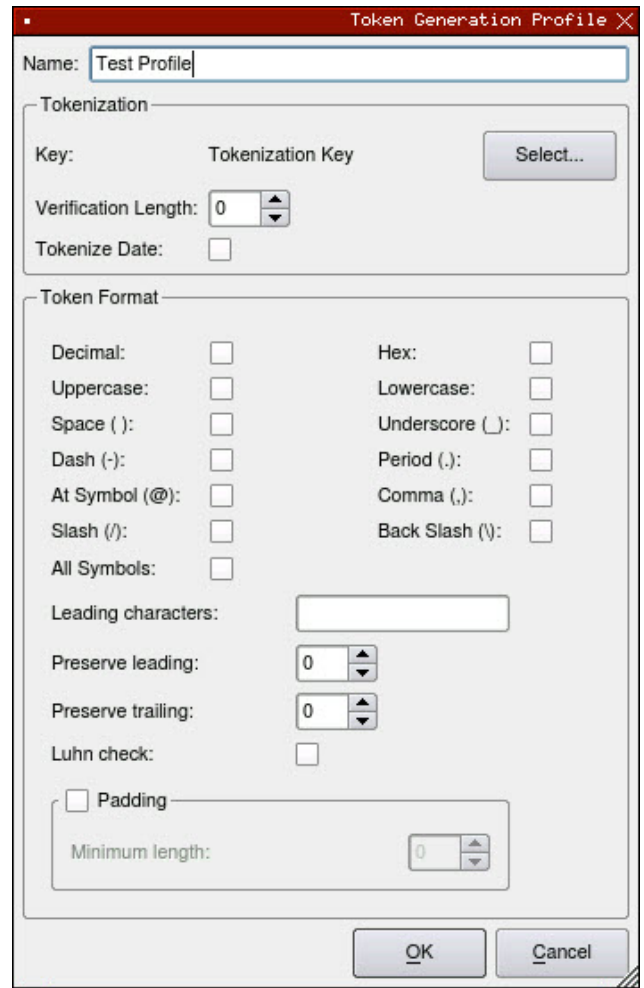 Token Generation Profile
Name: Test Profile
Tokenization
Key: Tokenization Key Select...
Verification Length: 0
Tokenize Date:
Token Format
Decimal: Hex:
Uppercase: Lowercase:
Space ( ): Underscore (_):
Dash (-): Period (.):
At Symbol (@): Comma (,):
Slash (/): Back Slash (\):
All Symbols:
Leading characters:
Preserve leading: 0
Preserve trailing: 0
Luhn check:
Padding
Minimum length: 0
OK Cancel